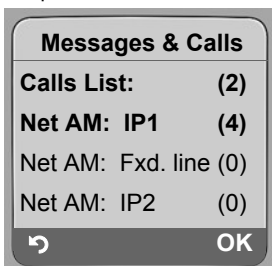 Messages & Calls
Calls List: (2)
Net AM: IP1 (4)
Net AM: Fxd. line (0)
Net AM: IP2 (0)
OK